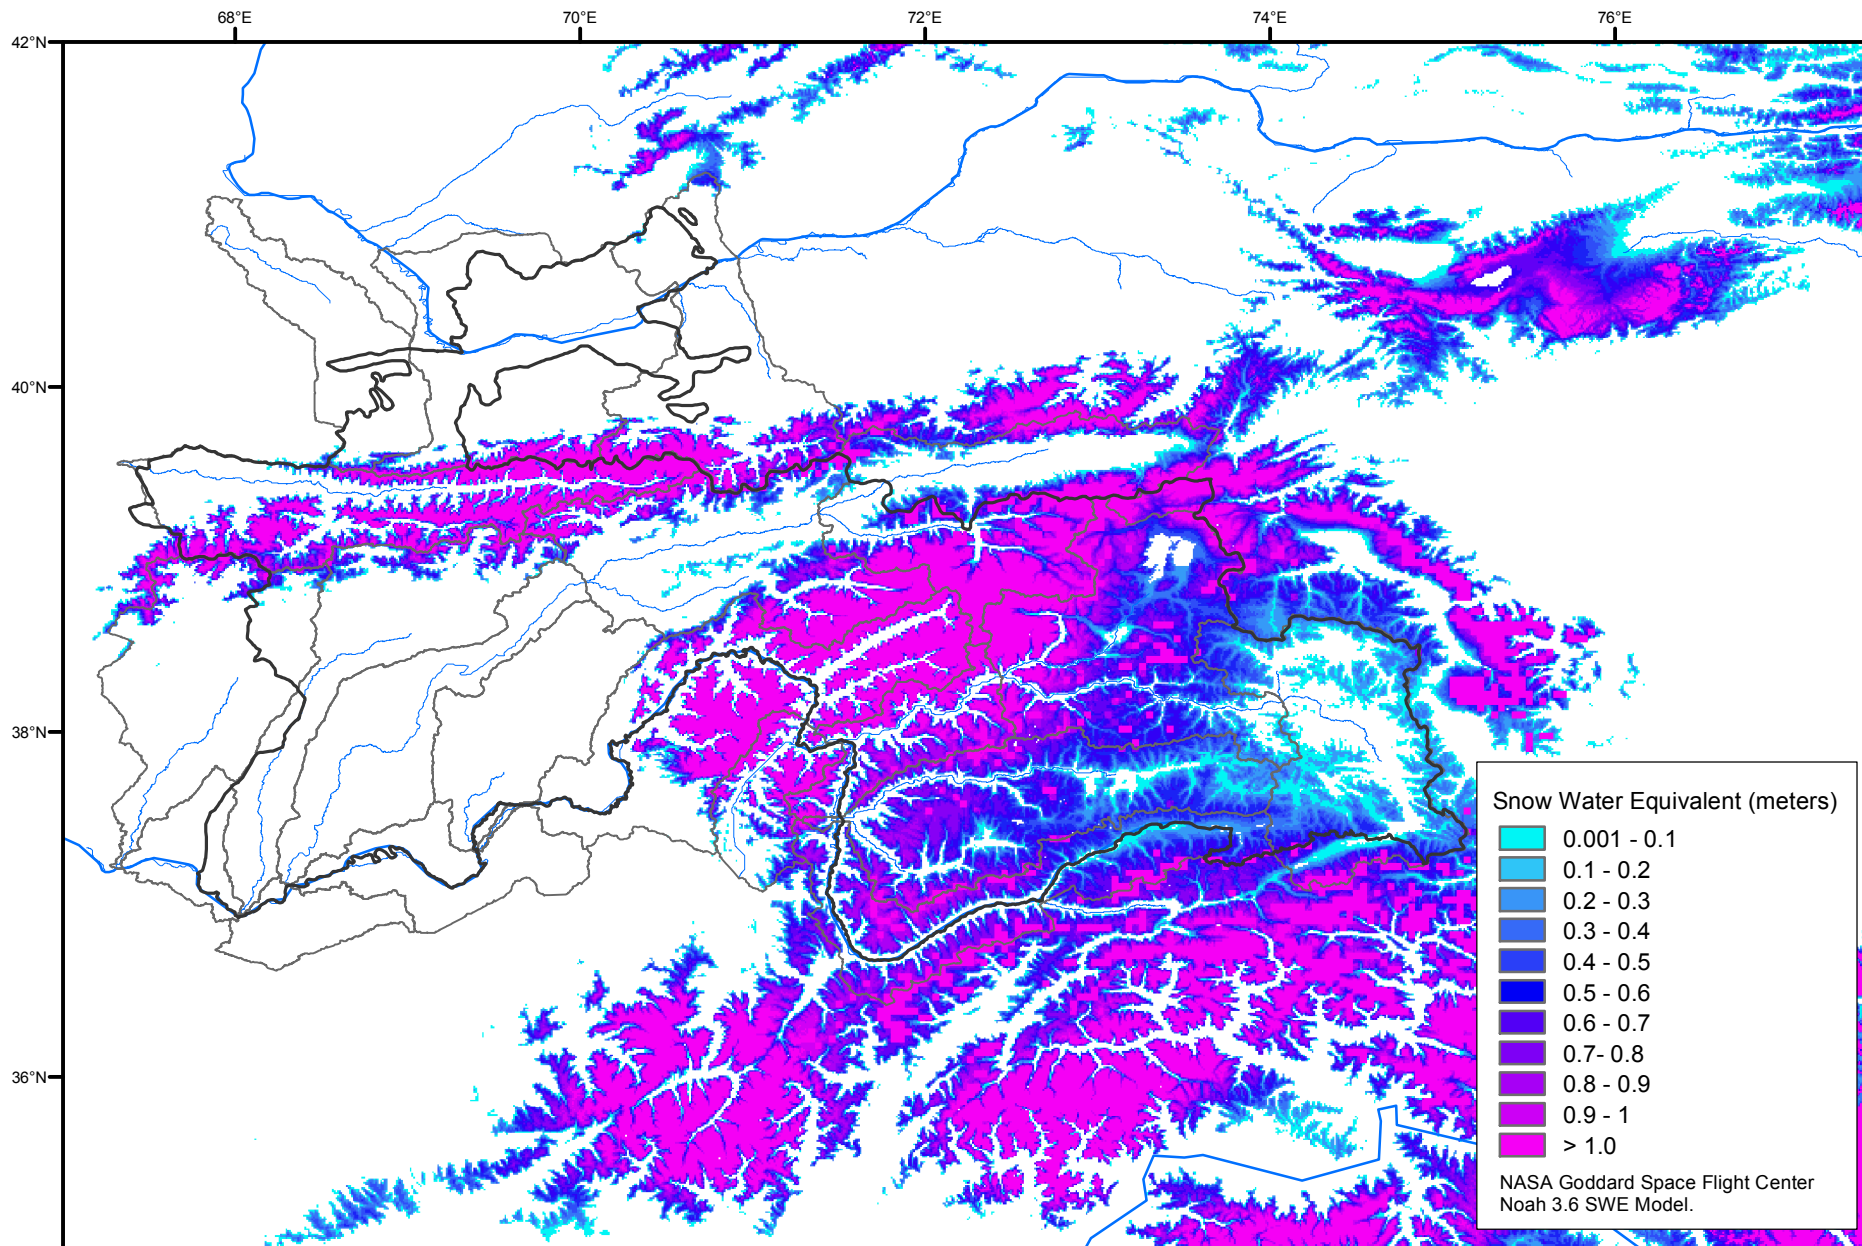 68°E
70°E
72°E
74°E
76°E
42°N
40°N
38°N
36°N
Snow Water Equivalent (meters)
0.001 - 0.1
0.1 - 0.2
0.2 - 0.3
0.3 - 0.4
0.4 - 0.5
0.5 - 0.6
0.6 - 0.7
0.7- 0.8
0.8 - 0.9
0.9 - 1
> 1.0
NASA Goddard Space Flight Center
Noah 3.6 SWE Model.